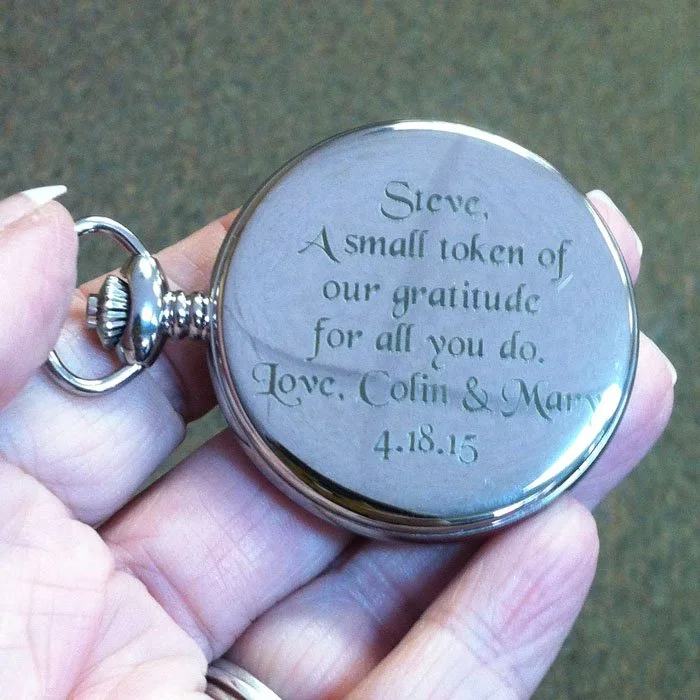 Steve,
A small token of
our gratitude
for all you do.
Love, Colin & Mary
4.18.15